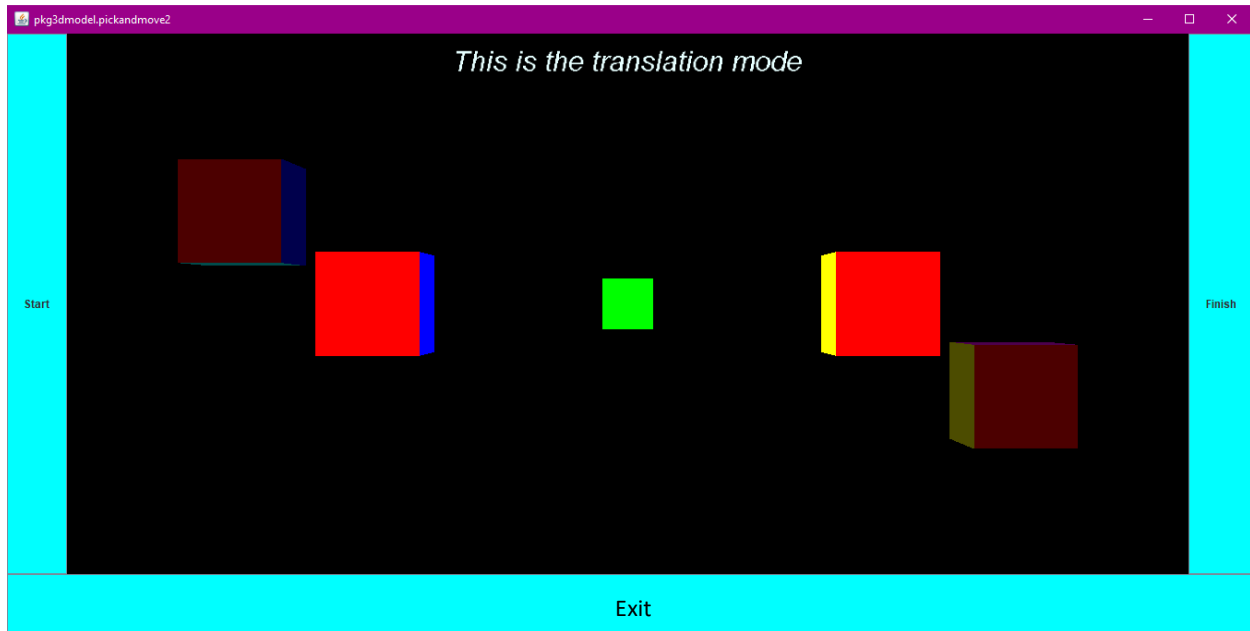 pkg3dmodel.pickandmove2
This is the translation mode
Start
Finish
Exit